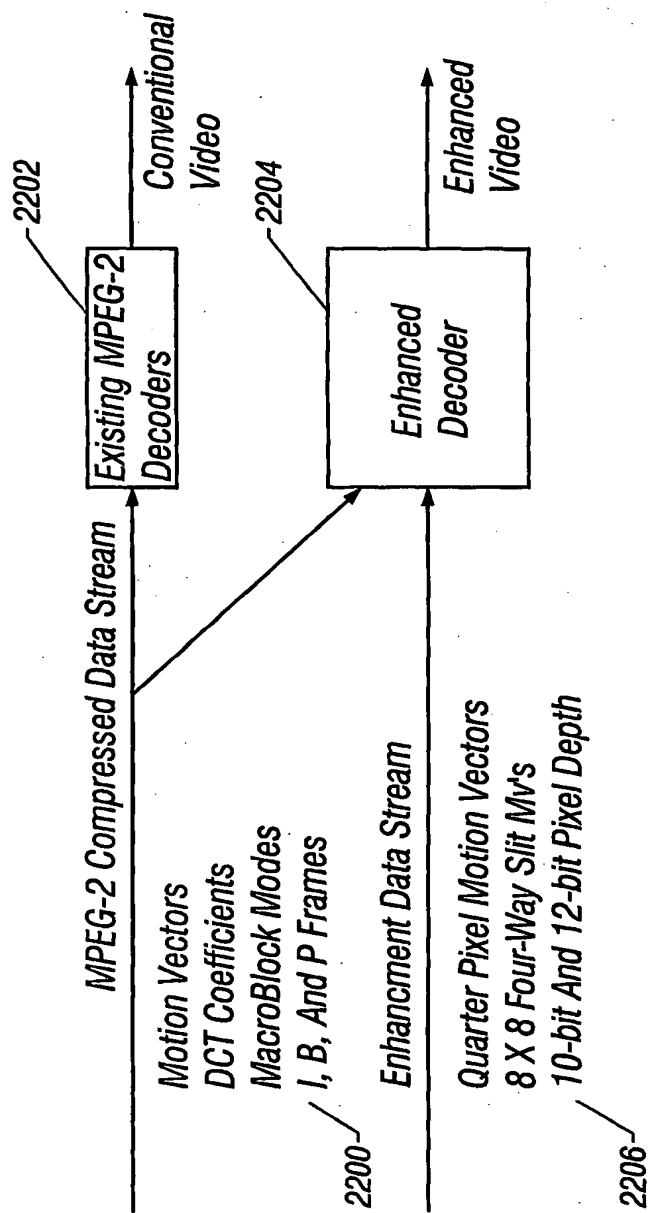 MPEG-2 Compressed Data Stream
Existing MPEG-2
Decoders
2202
Conventional
Video
Motion Vectors
DCT Coefficients
MacroBlock Modes
I, B, And P Frames
2200
Enhancment Data Stream
Enhanced
Decoder
2204
Enhanced
Video
Quarter Pixel Motion Vectors
8 X 8 Four-Way Slit Mv's
10-bit And 12-bit Pixel Depth
2206